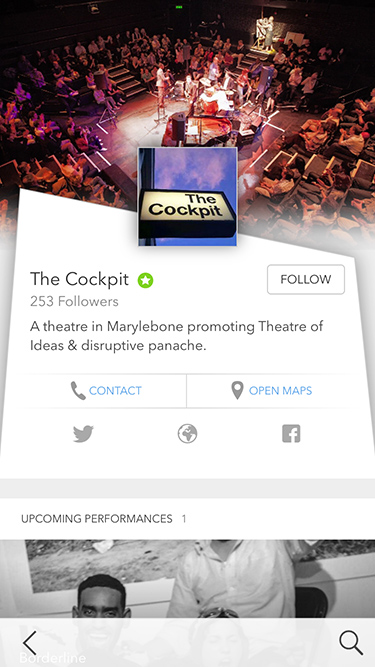 The
Cockpit
The Cockpit
FOLLOW
253 Followers
A theatre in Marylebone promoting Theatre of
Ideas & disruptive panache.
CONTACT
OPEN MAPS
UPCOMING PERFORMANCES 1
Borderline